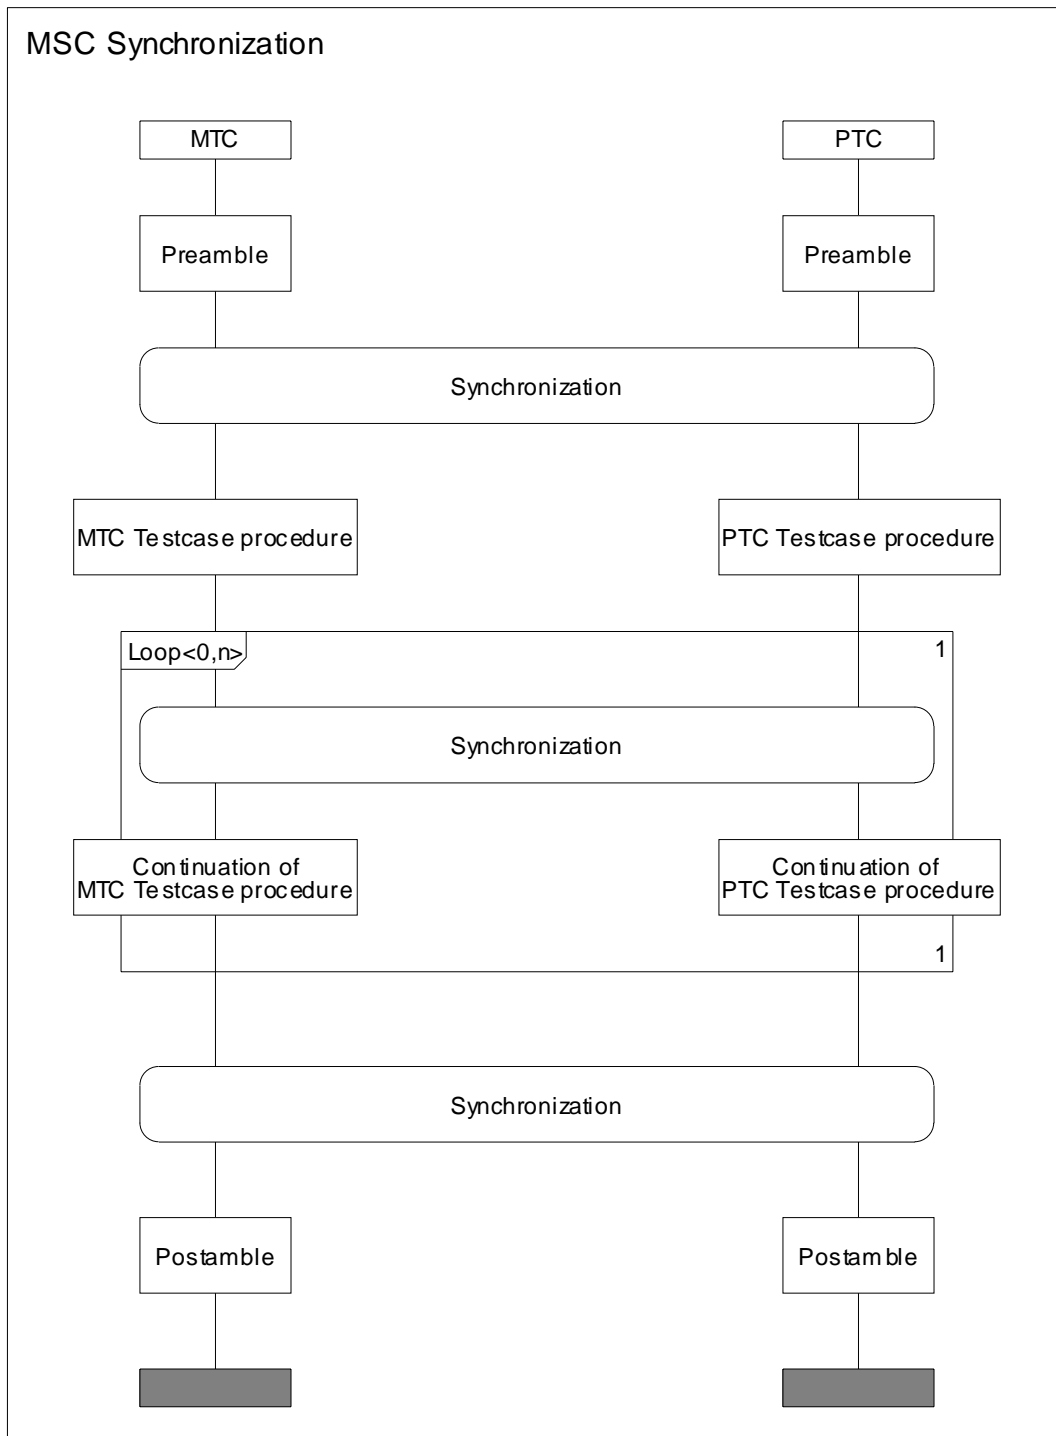 MSC Synchronization
MTC
PTC
Preamble
Preamble
Synchronization
MTC Testcase procedure
PTC Testcase procedure
Loop<0,n>
1
Synchronization
Continuation of
MTC Testcase procedure
Continuation of
PTC Testcase procedure
1
Synchronization
Postamble
Postamble